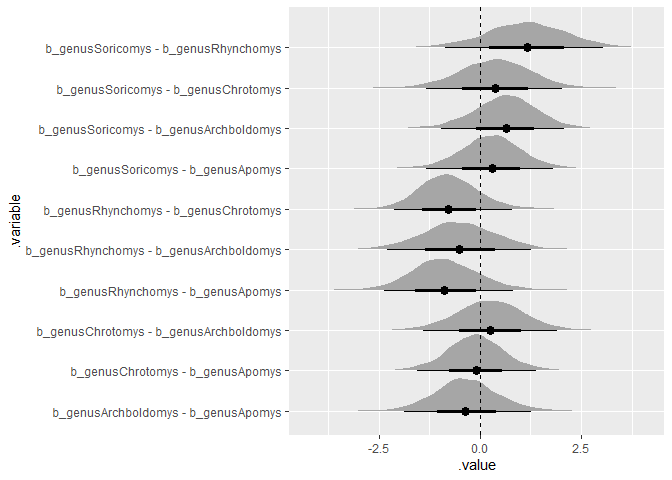 b_genusSoricomys - b_genusRhynchomys
b_genusSoricomys - b_genusChrotomys
b_genusSoricomys - b_genusArchboldomys
b_genusSoricomys - b_genusApomys
b_genusRhynchomys - b_genusChrotomys
.variable
b_genusRhynchomys - b_genusArchboldomys
b_genusRhynchomys - b_genusApomys
b_genusChrotomys - b_genusArchboldomys
b_genusChrotomys - b_genusApomys
b_genusArchboldomys - b_genusApomys
-2.5 0.0 2.5
.value